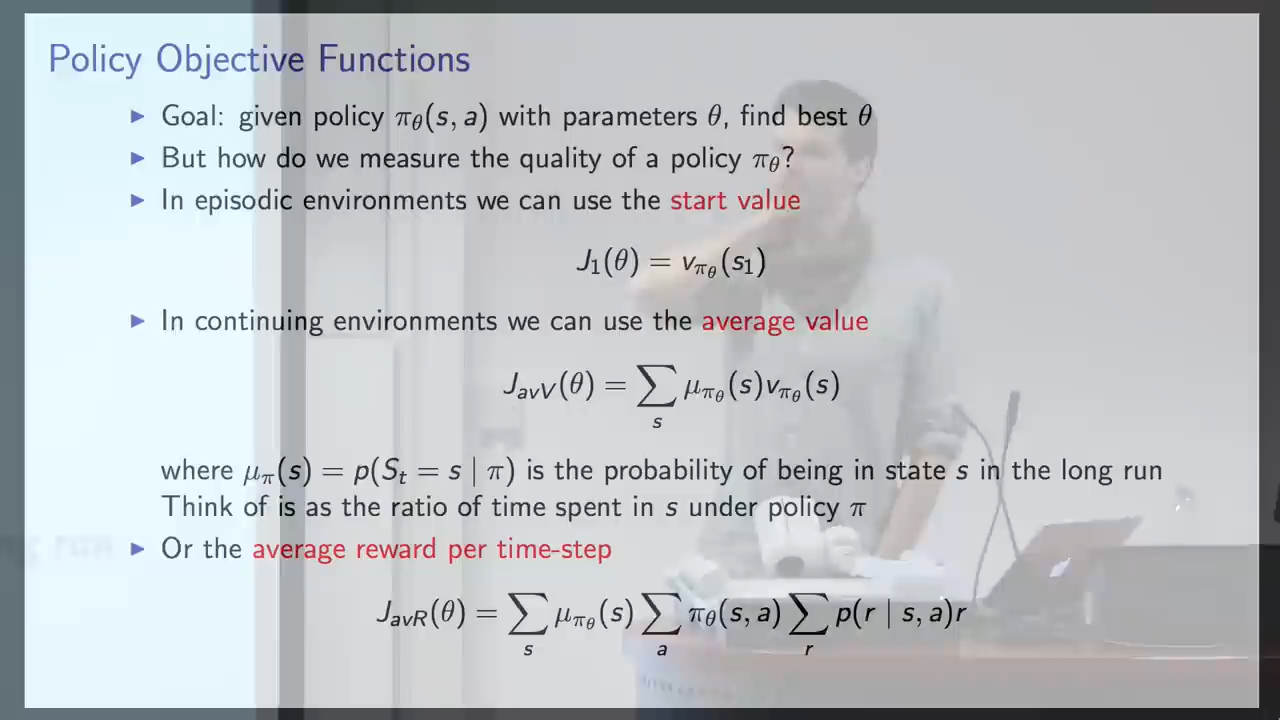 Policy Objective Functions
▶ Goal: given policy πθ(s, a) with parameters θ, find best θ
▶ But how do we measure the quality of a policy πθ?
▶ In episodic environments we can use the start value
J₁(θ) = vπθ(s₁)
▶ In continuing environments we can use the average value
JavV(θ) = ∑s μπθ(s)vπθ(s)
where μπ(s) = p(St = s | π) is the probability of being in state s in the long run
Think of is as the ratio of time spent in s under policy π
▶ Or the average reward per time-step
JavR(θ) = ∑s μπθ(s) ∑a πθ(s, a) ∑r p(r | s, a)r